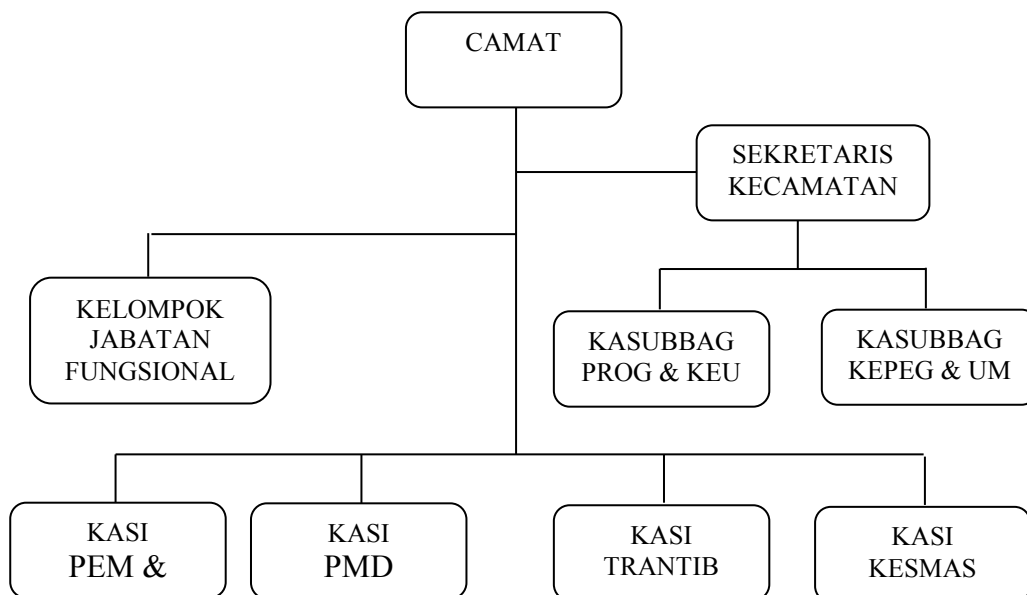 CAMAT
SEKRETARIS
KECAMATAN
KELOMPOK
JABATAN
FUNGSIONAL
KASUBBAG
PROG & KEU
KASUBBAG
KEPEG & UM
KASI
PEM &
KASI
PMD
KASI
TRANTIB
KASI
KESMAS